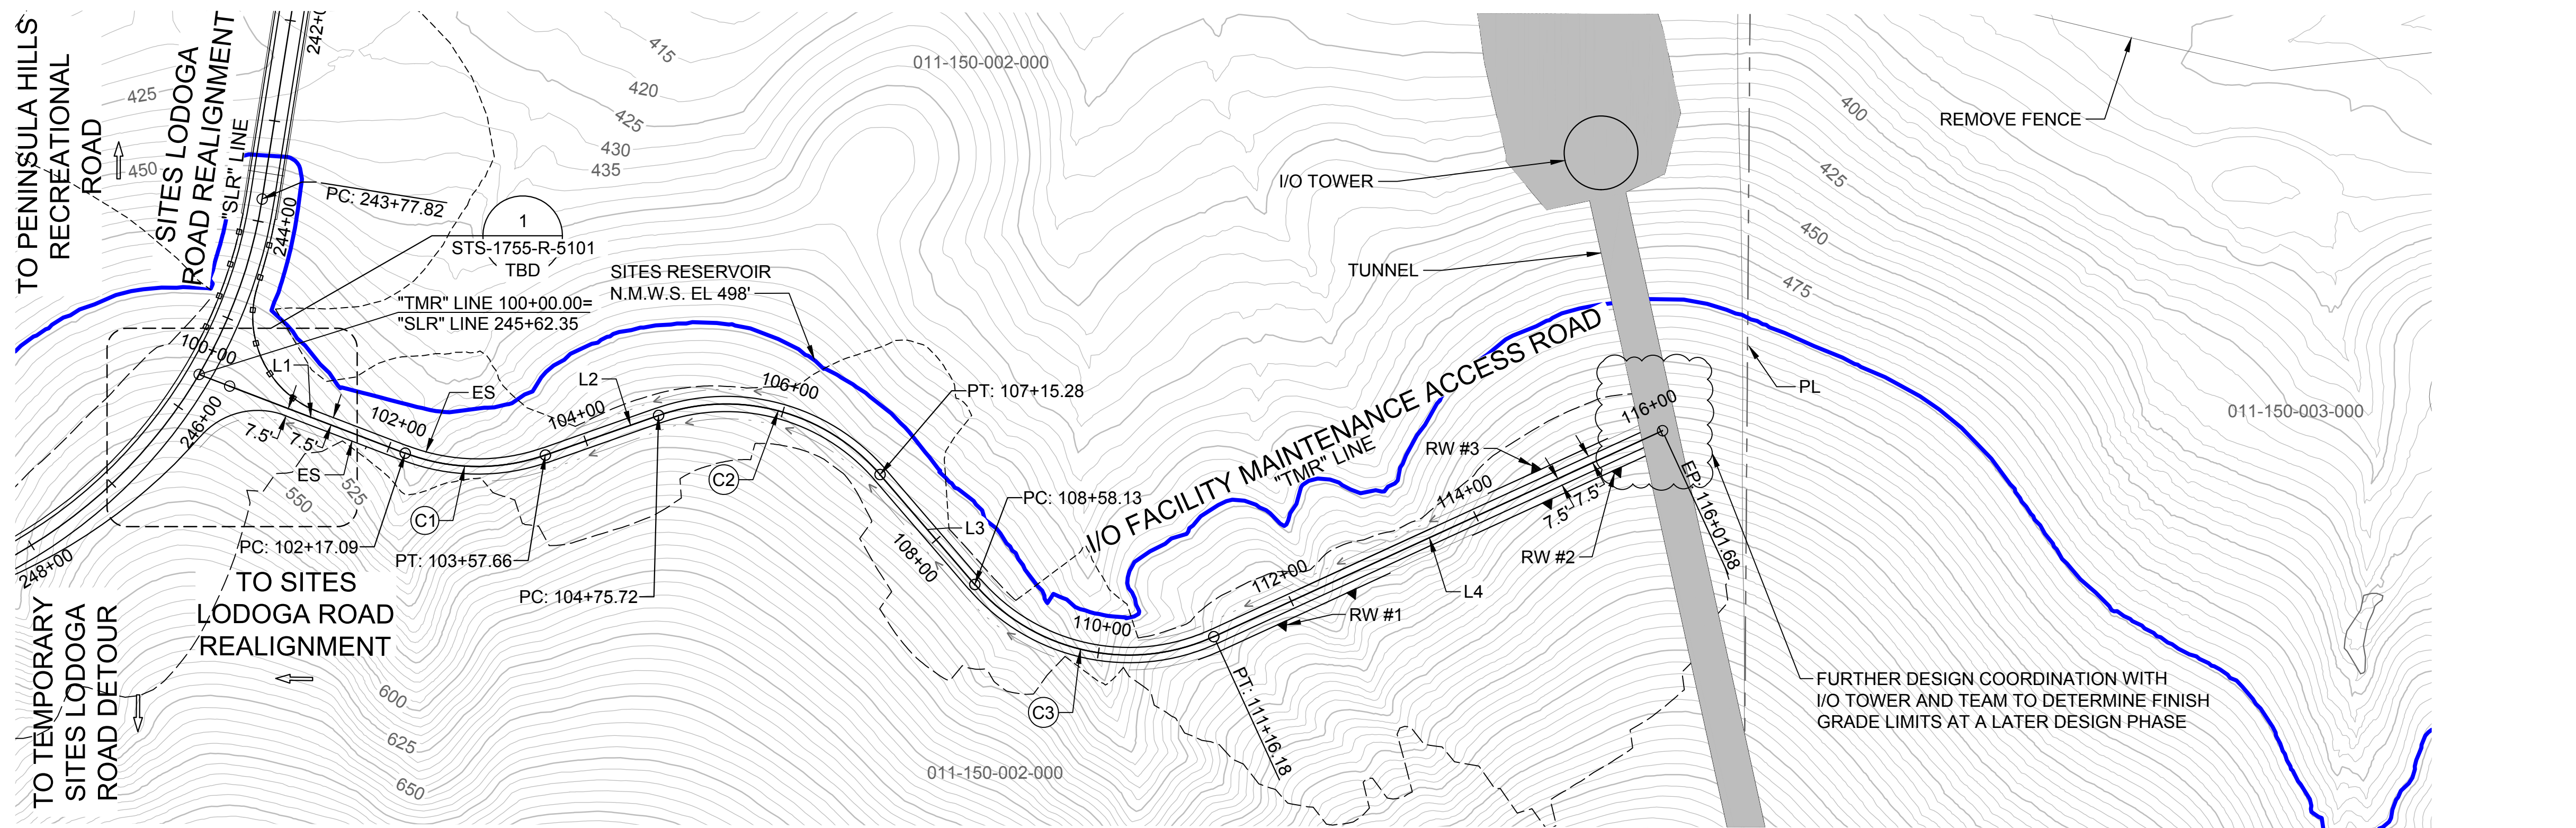 TO PENINSULA HILLS
RECREATIONAL
ROAD
SITES LODOGA
ROAD REALIGNMENT
"SLR" LINE
242+0
425
450
PC: 243+77.82
244+00
1
STS-1755-R-5101
TBD
"TMR" LINE 100+00.00=
"SLR" LINE 245+62.35
SITES RESERVOIR
N.M.W.S. EL 498'
415
420
425
430
435
011-150-002-000
I/O TOWER
TUNNEL
REMOVE FENCE
400
425
450
475
PL
011-150-003-000
100+00
L1
246+00
7.5'
7.5'
ES
ES
102+00
L2
104+00
106+00
PT: 107+15.28
C1
C2
550
525
PC: 102+17.09
PT: 103+57.66
PC: 104+75.72
248+00
TO SITES
LODOGA ROAD
REALIGNMENT
TO TEMPORARY
SITES LODOGA
ROAD DETOUR
600
625
650
PC: 108+58.13
L3
108+00
110+00
C3
PT: 111+16.18
I/O FACILITY MAINTENANCE ACCESS ROAD
"TMR" LINE
112+00
114+00
116+00
RW #3
7.5'
7.5'
RW #2
RW #1
L4
EP: 116+01.68
FURTHER DESIGN COORDINATION WITH
I/O TOWER AND TEAM TO DETERMINE FINISH
GRADE LIMITS AT A LATER DESIGN PHASE
011-150-002-000